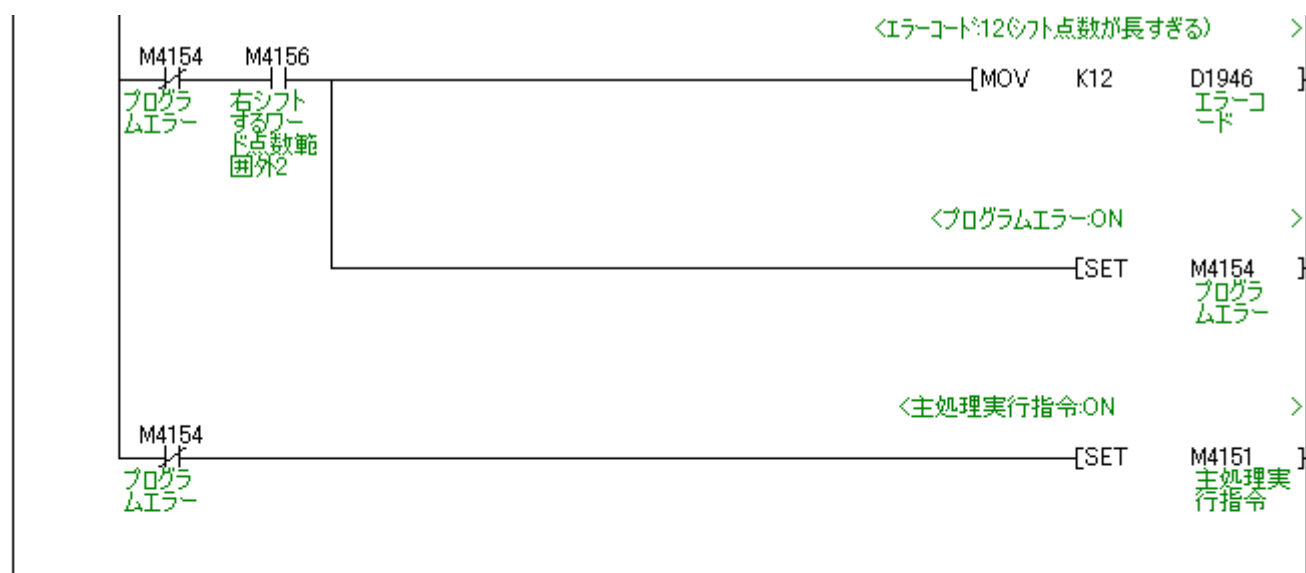 <エラーコード:12(シフト点数が長すぎる) >
M4154 M4156
[MOV K12 D1946 ]
プログラ
ムエラー
右シフト
するワー
ド点数範
囲外2
エラーコ
ード
<プログラムエラー:ON >
[SET M4154 ]
プログラ
ムエラー
<主処理実行指令:ON >
M4154
[SET M4151 ]
プログラ
ムエラー
主処理実
行指令